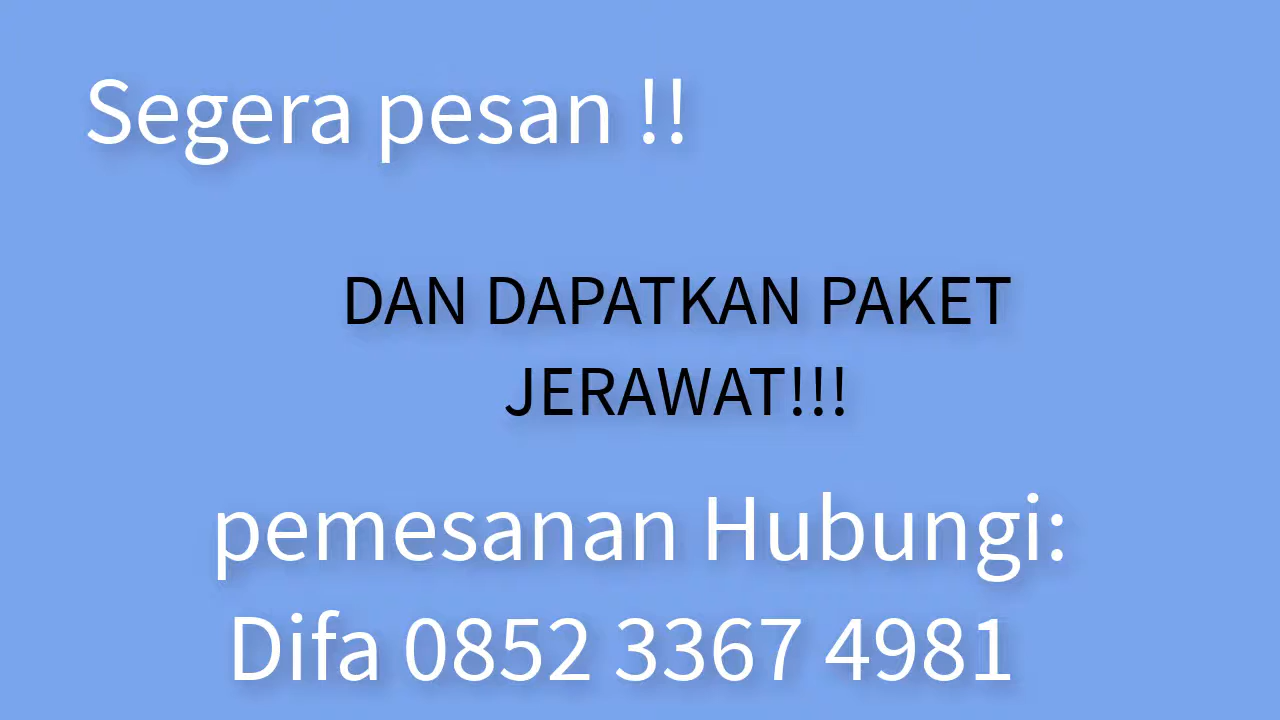 Segera pesan !!
DAN DAPATKAN PAKET
JERAWAT!!!
pemesanan Hubungi:
Difa 0852 3367 4981